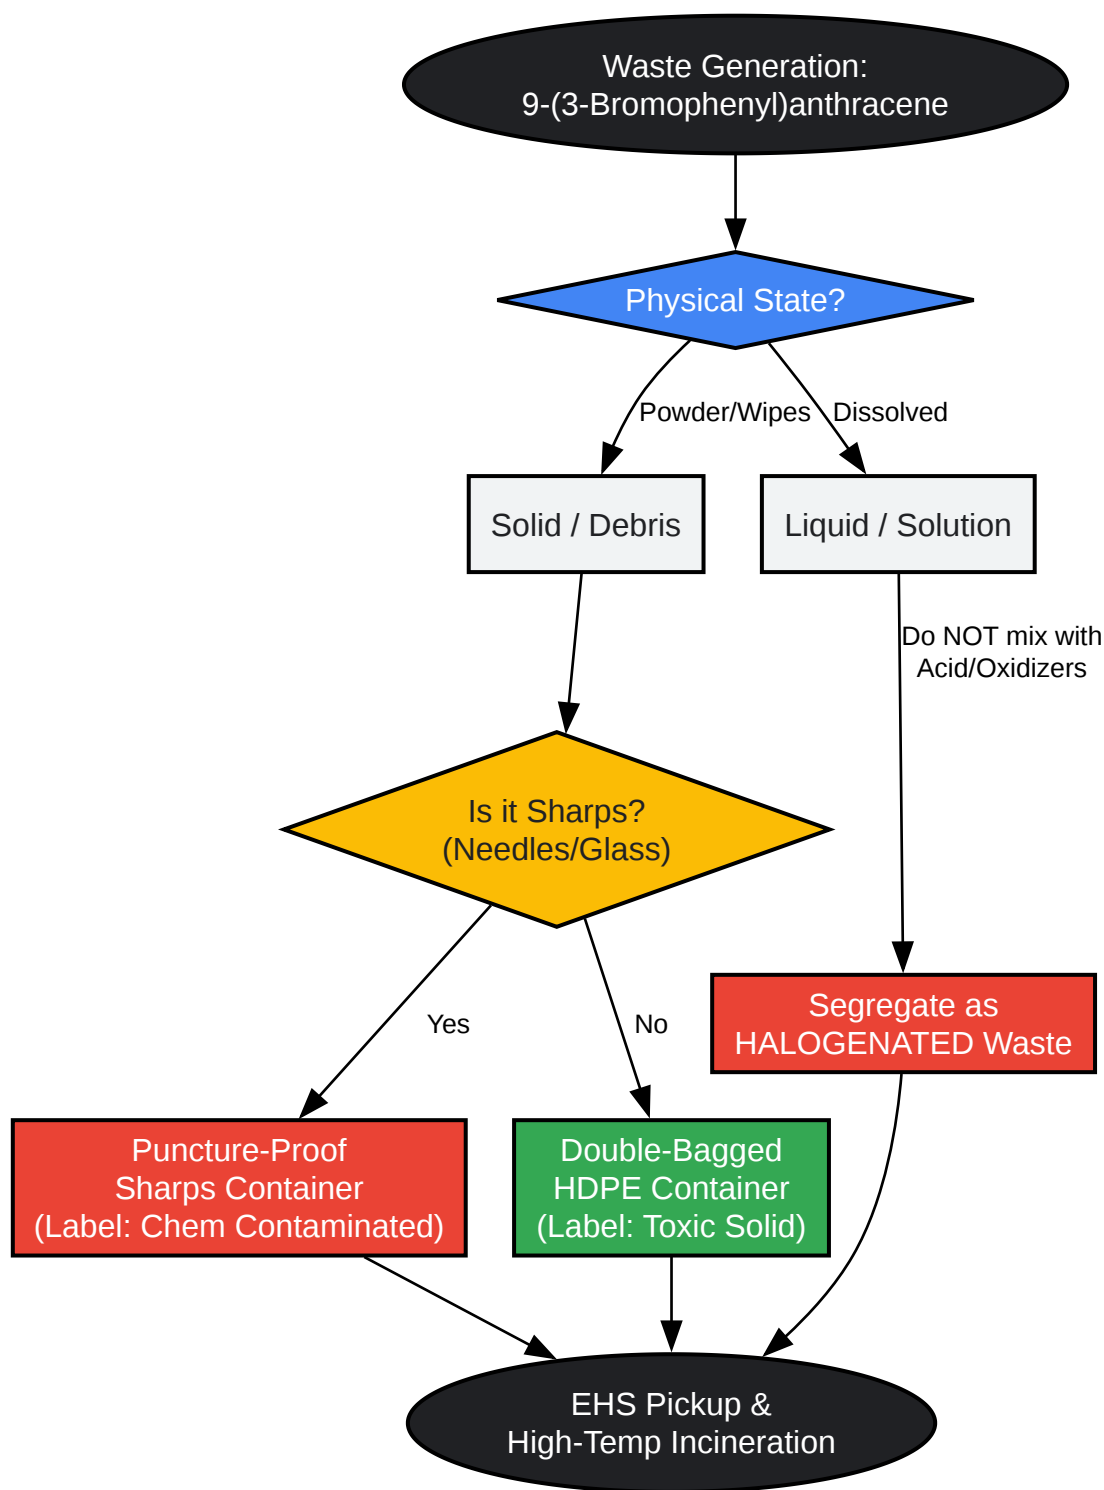 Waste Generation:
9-(3-Bromophenyl)anthracene
Physical State?
Powder/Wipes
Dissolved
Solid / Debris
Liquid / Solution
Do NOT mix with
Acid/Oxidizers
Is it Sharps?
(Needles/Glass)
Yes
No
Segregate as
HALOGENATED Waste
Puncture-Proof
Sharps Container
(Label: Chem Contaminated)
Double-Bagged
HDPE Container
(Label: Toxic Solid)
EHS Pickup &
High-Temp Incineration